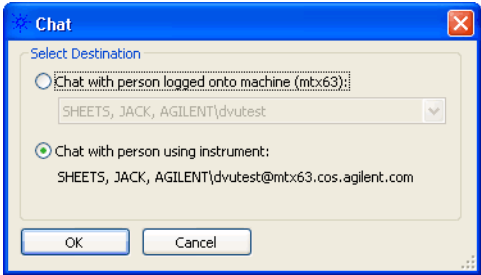 Chat
Select Destination
Chat with person logged onto machine (mtx63):
SHEETS, JACK, AGILENT\dvutest
Chat with person using instrument:
SHEETS, JACK, AGILENT\dvutest@mtx63.cos.agilent.com
OK Cancel